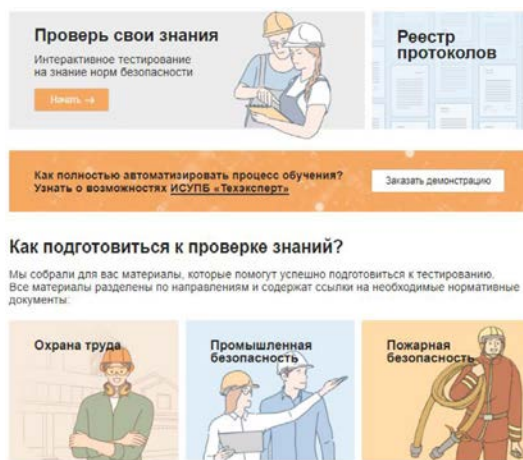 Проверь свои знания
Интерактивное тестирование
на знание норм безопасности
Начать →
Реестр
протоколов
Как полностью автоматизировать процесс обучения?
Узнать о возможностях ИСУПБ «Техэксперт»
Заказать демонстрацию
Как подготовиться к проверке знаний?
Мы собрали для вас материалы, которые помогут успешно подготовиться к тестированию.
Все материалы разделены по направлениям и содержат ссылки на необходимые нормативные
документы:
Охрана труда
Промышленная
безопасность
Пожарная
безопасность